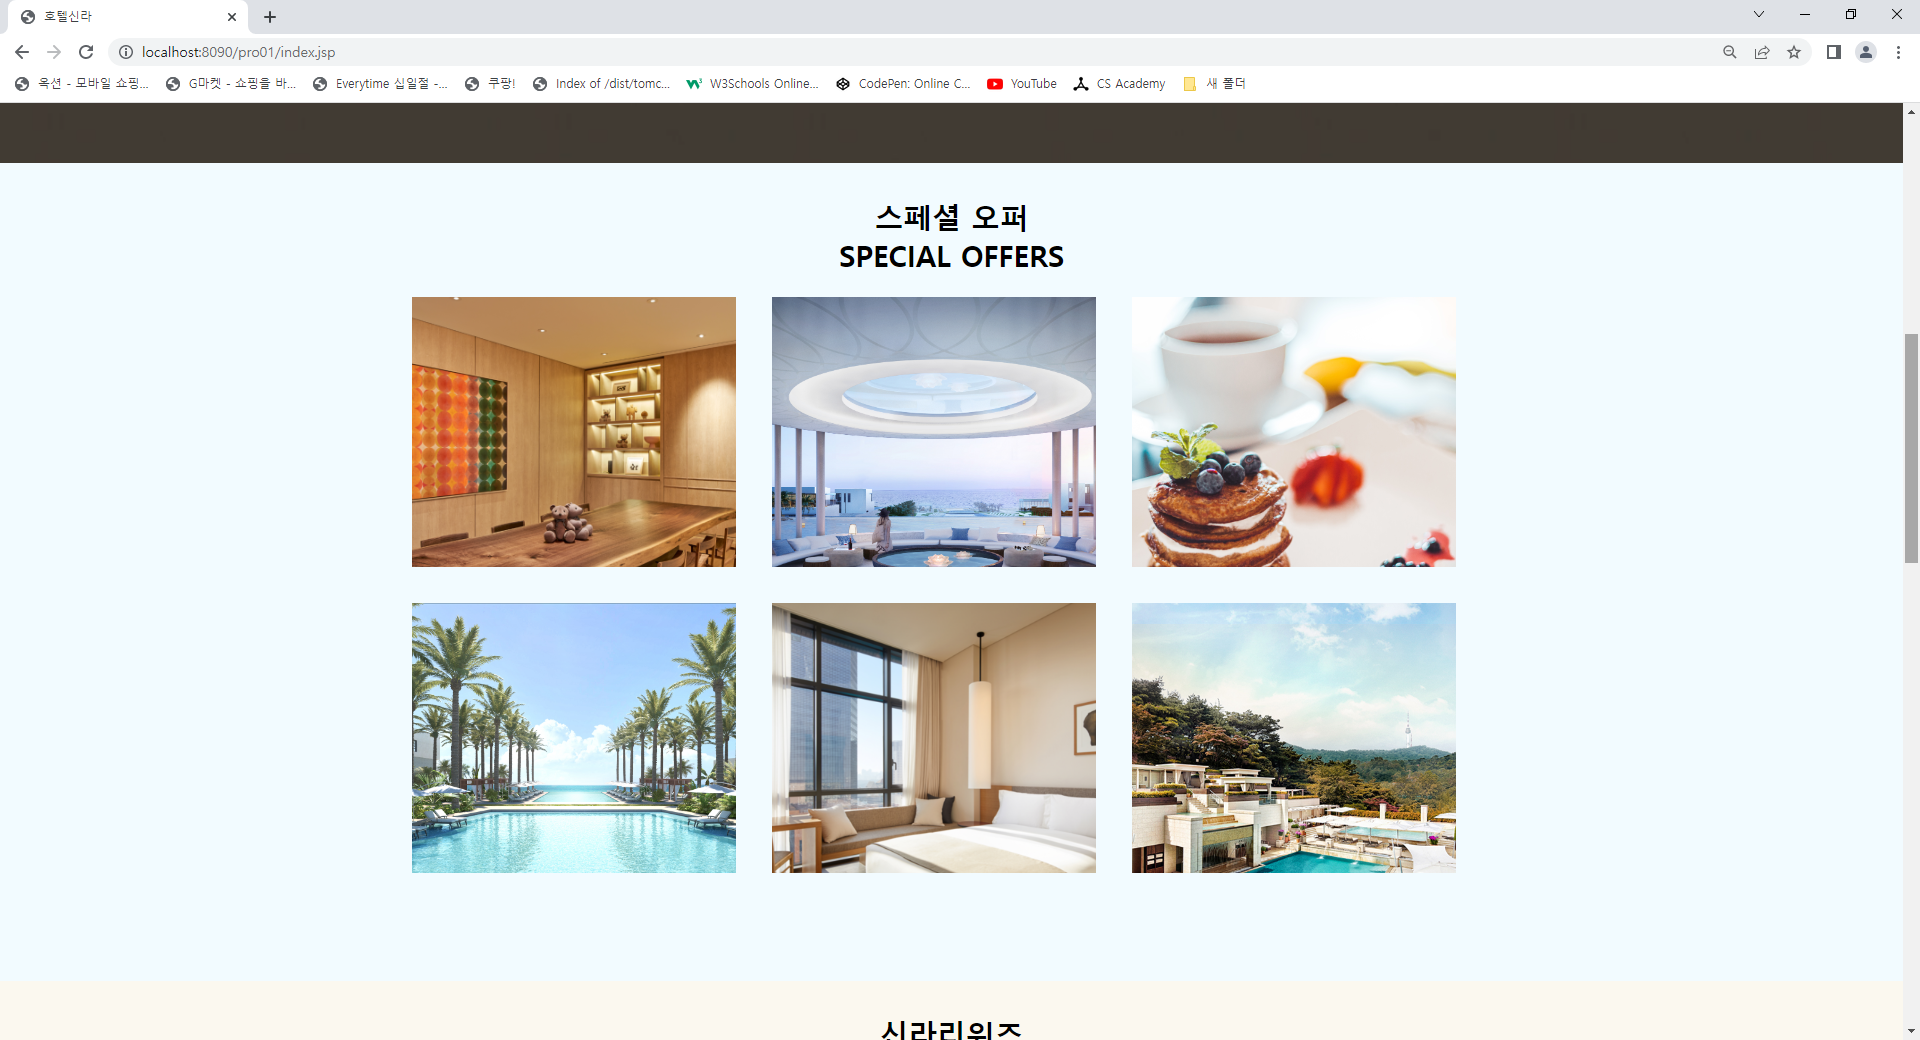 호텔신라
localhost:8090/pro01/index.jsp
옥션 - 모바일 쇼핑...
G마켓 - 쇼핑을 바...
Everytime 십일절 -...
쿠팡!
Index of /dist/tomc...
W3Schools Online...
CodePen: Online C...
YouTube
CS Academy
새 폴더
스페셜 오퍼
SPECIAL OFFERS
신라리워즈